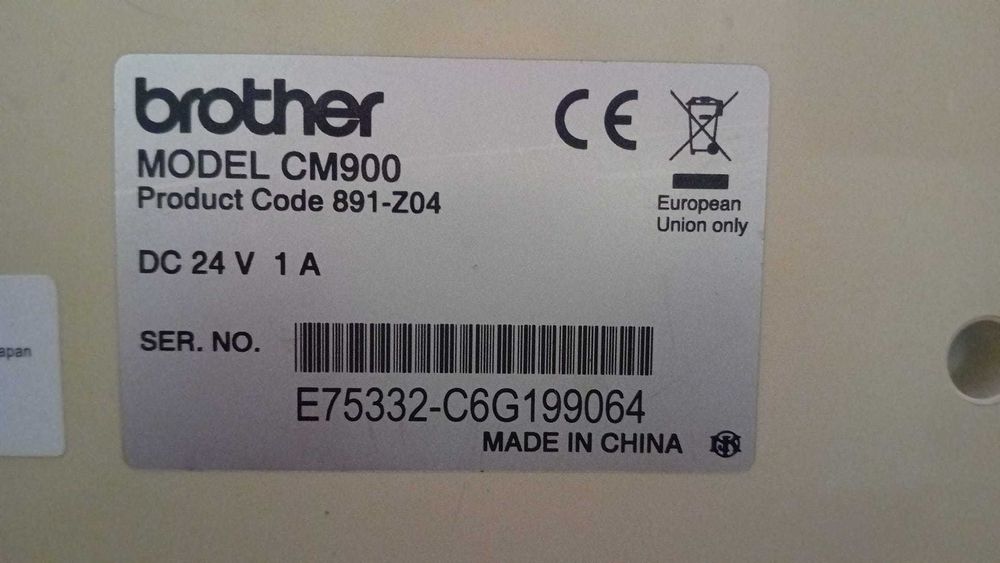 brother
MODEL CM900
Product Code 891-Z04
CE
European
Union only
DC 24 V 1 A
SER. NO.
E75332-C6G199064
MADE IN CHINA
apan